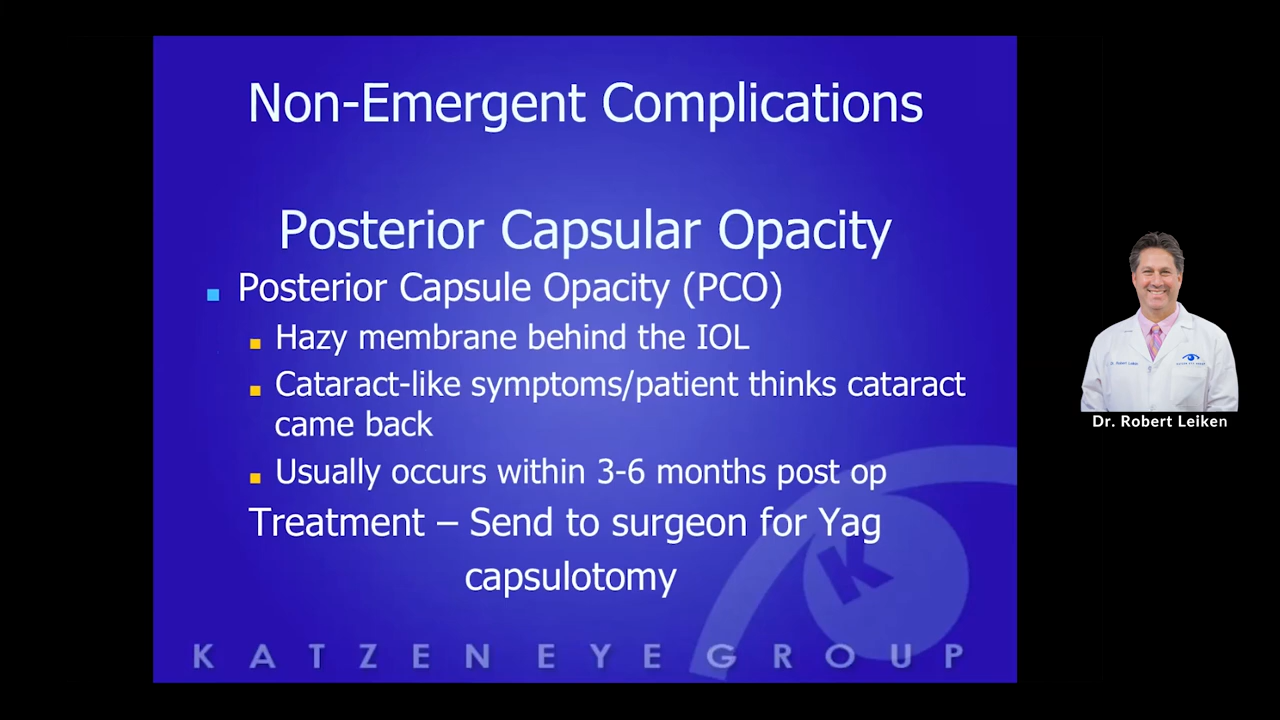 Non-Emergent Complications
Posterior Capsular Opacity
Posterior Capsule Opacity (PCO)
Hazy membrane behind the IOL
Cataract-like symptoms/patient thinks cataract
came back
Usually occurs within 3-6 months post op
Treatment – Send to surgeon for Yag
capsulotomy
K
KATZEN EYE GROUP
Dr. Robert Leiken